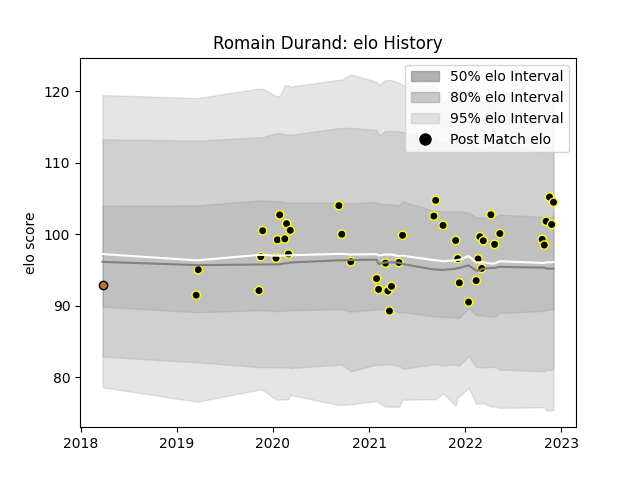 Romain Durand: elo History
50% elo Interval
80% elo Interval
95% elo Interval
Post Match elo
elo score
120
110
100
90
80
2018
2019
2020
2021
2022
2023